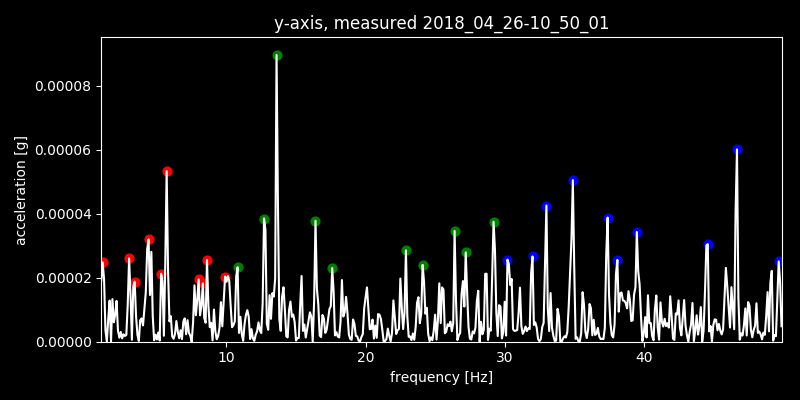 y-axis, measured 2018_04_26-10_50_01
acceleration [g]
0.00008
0.00006
0.00004
0.00002
0.00000
10 20 30 40
frequency [Hz]